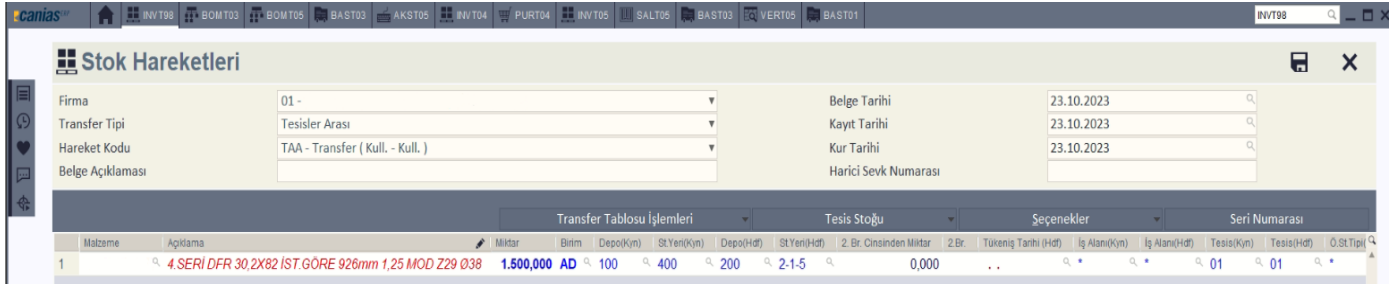 canias ERP INVT98 BOMT03 BOMT05 BAST03 AKST05 INVT04 PURT04 INVT05 SALT05 BAST03 VERT05 BAST01 INVT98
Stok Hareketleri
Firma 01 - Belge Tarihi 23.10.2023
Transfer Tipi Tesisler Arası Kayıt Tarihi 23.10.2023
Hareket Kodu TAA - Transfer ( Kull. - Kull. ) Kur Tarihi 23.10.2023
Belge Açıklaması Harici Sevk Numarası
Transfer Tablosu İşlemleri Tesis Stoğu Seçenekler Seri Numarası
Malzeme Açıklama Miktar Birim Depo(Kyn) St.Yeri(Kyn) Depo(Hdf) St.Yeri(Hdf) 2. Br. Cinsinden Miktar 2.Br. Tükeniş Tarihi (Hdf) İş Alanı(Kyn) İş Alanı(Hdf) Tesis(Kyn) Tesis(Hdf) Ö.St.Tipi(
1 4.SERİ DFR 30,2X82 İST.GÖRE 926mm 1,25 MOD Z29 Ø38 1.500,000 AD 100 400 200 2-1-5 0,000 . . * * 01 01 *